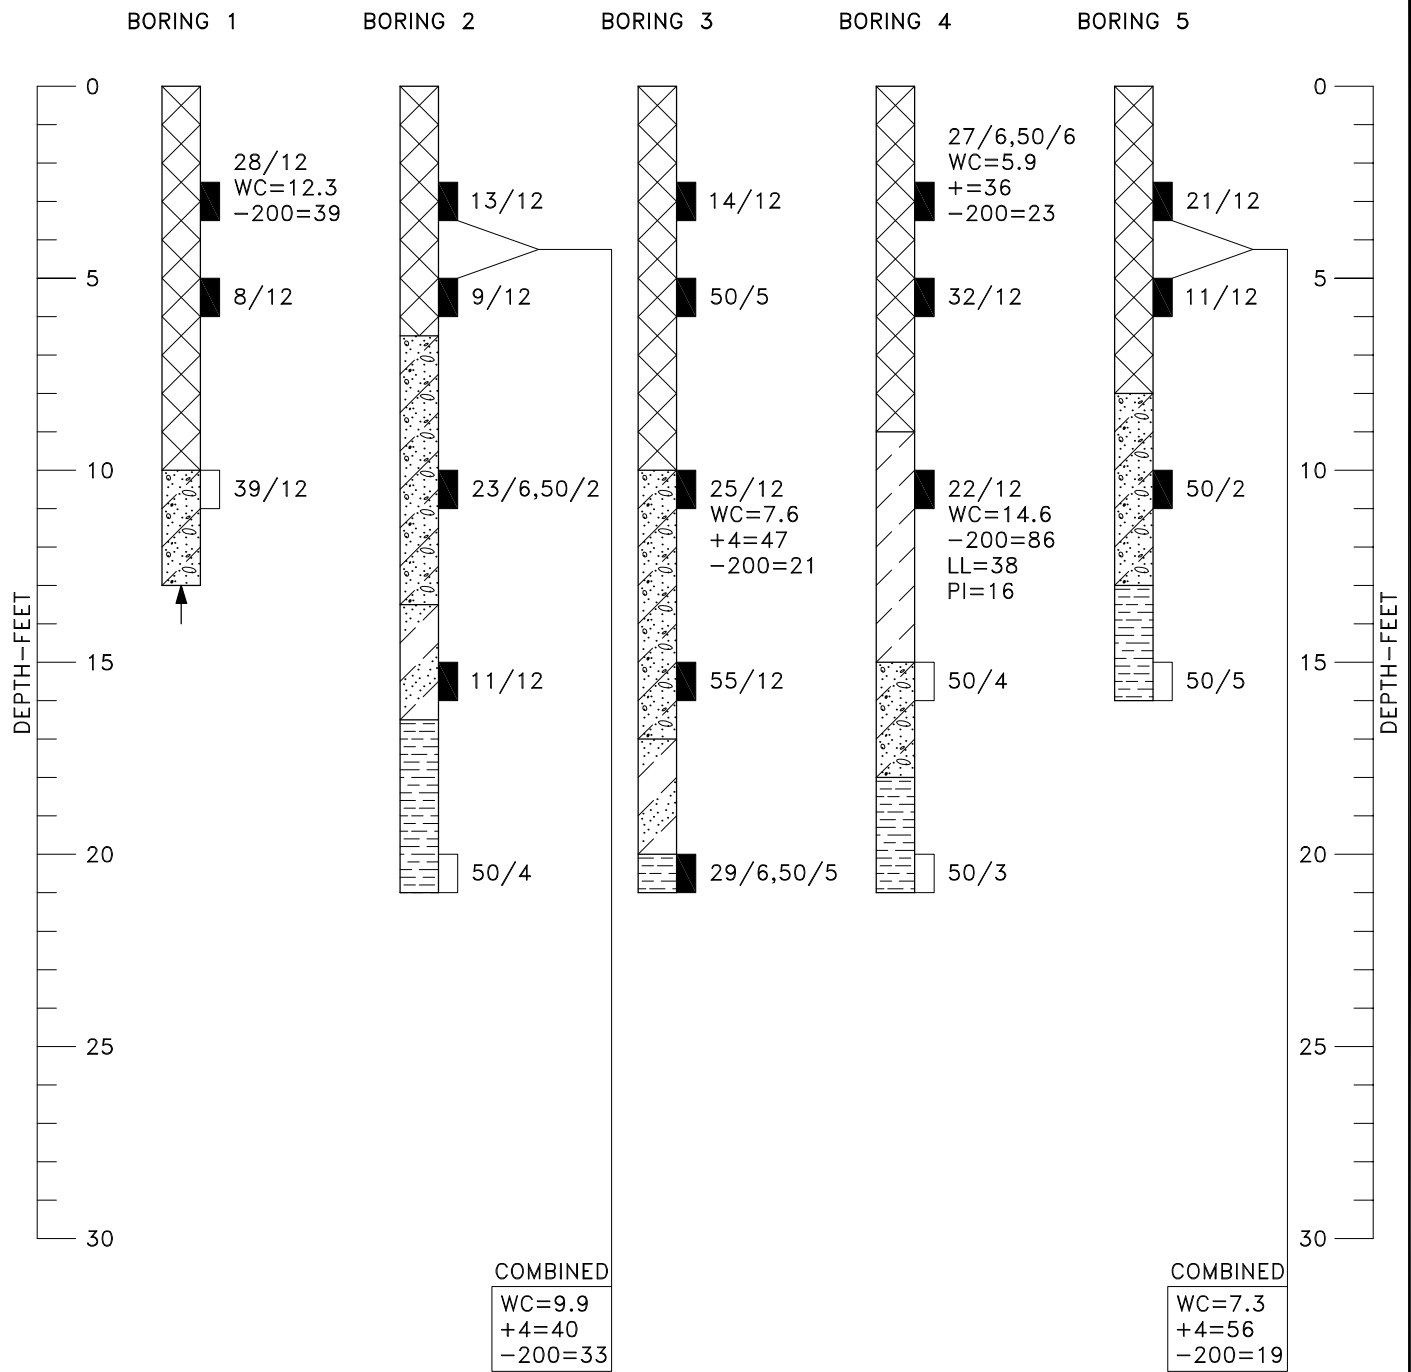 BORING 1
BORING 2
BORING 3
BORING 4
BORING 5
DEPTH-FEET
0
5
10
15
20
25
30
28/12
WC=12.3
-200=39
8/12
39/12
13/12
9/12
23/6,50/2
11/12
50/4
COMBINED
WC=9.9
+4=40
-200=33
14/12
50/5
25/12
WC=7.6
+4=47
-200=21
55/12
29/6,50/5
27/6,50/6
WC=5.9
+=36
-200=23
32/12
22/12
WC=14.6
-200=86
LL=38
PI=16
50/4
50/3
21/12
11/12
50/2
50/5
COMBINED
WC=7.3
+4=56
-200=19
0
5
10
15
20
25
30
DEPTH-FEET